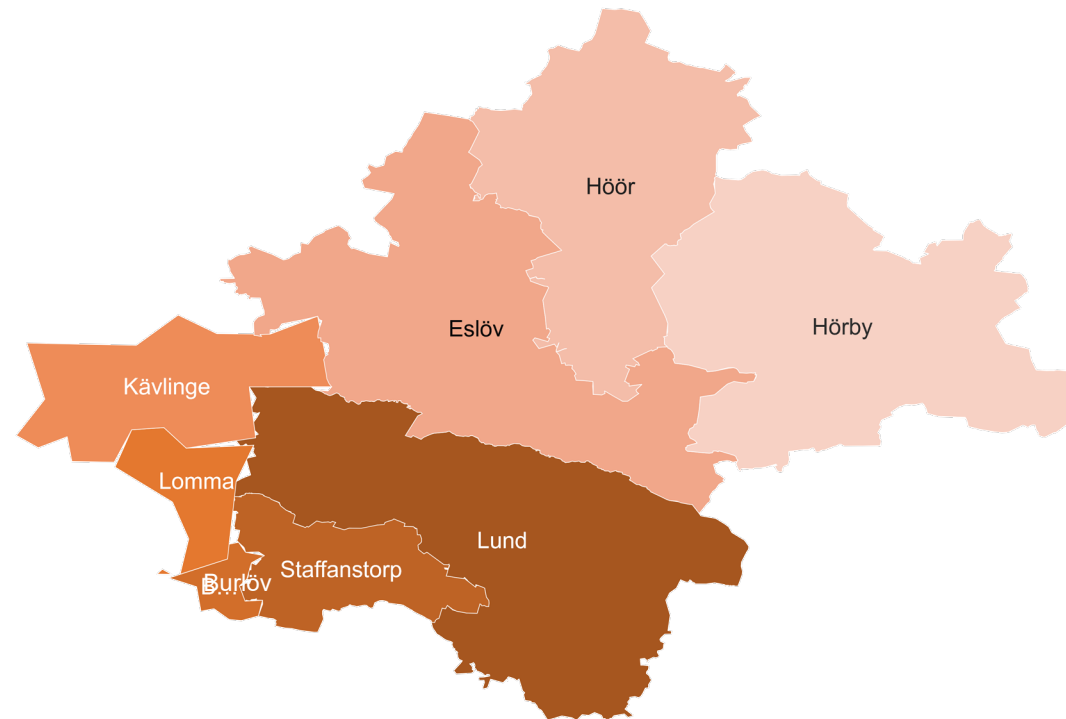 Höör
Eslöv
Hörby
Kävlinge
Lomma
Lund
Staffanstorp
Burlöv
B...